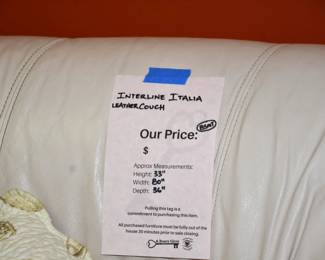 INTERLINE ITALIA
LEATHER COUCH
Our Price:
$
Approx Measurements:
Height: 33"
Width: 80"
Depth: 36"
Pulling this tag is a
commitment to purchasing this item.
All purchased furniture must be fully out of the
house 30 minutes prior to sale closing.